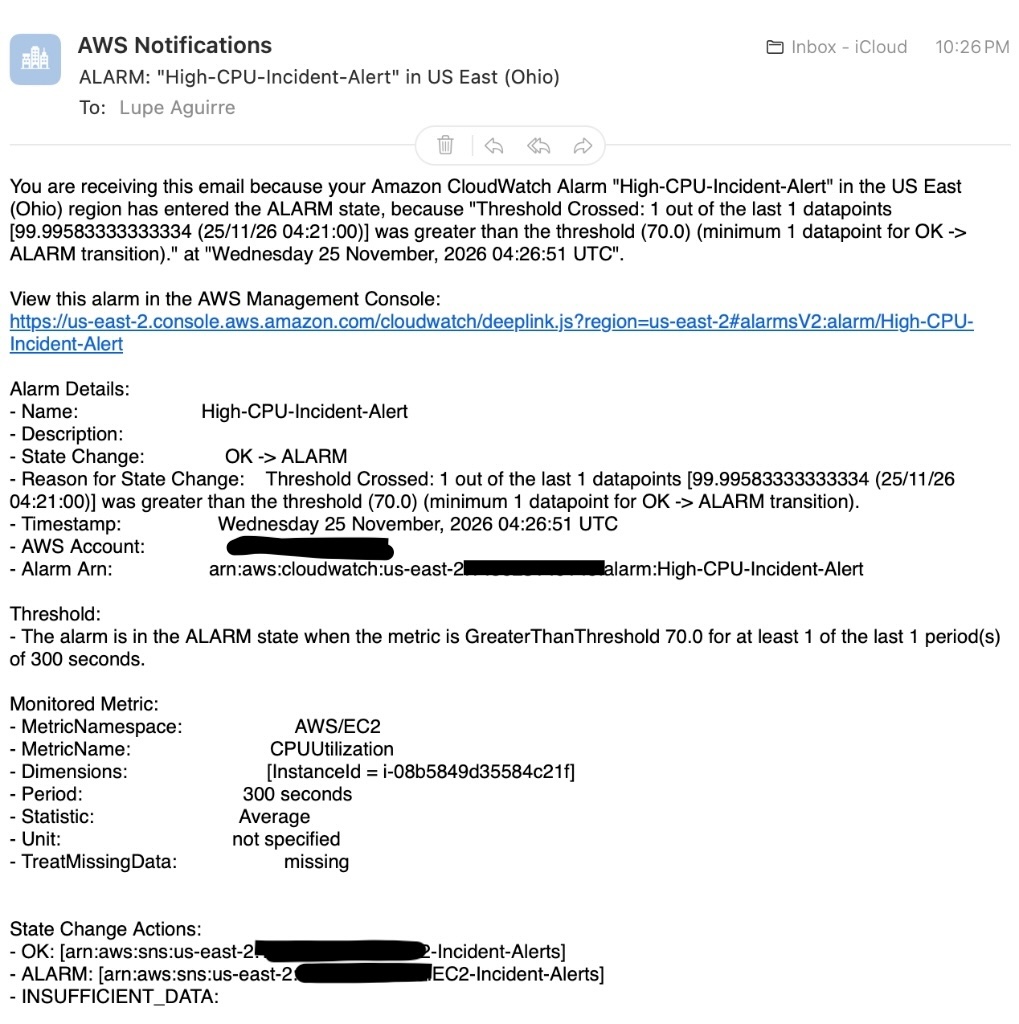 AWS Notifications
Inbox - iCloud 10:26 PM
ALARM: "High-CPU-Incident-Alert" in US East (Ohio)
To: Lupe Aguirre
You are receiving this email because your Amazon CloudWatch Alarm "High-CPU-Incident-Alert" in the US East
(Ohio) region has entered the ALARM state, because "Threshold Crossed: 1 out of the last 1 datapoints
[99.99583333333334 (25/11/26 04:21:00)] was greater than the threshold (70.0) (minimum 1 datapoint for OK ->
ALARM transition)." at "Wednesday 25 November, 2026 04:26:51 UTC".
View this alarm in the AWS Management Console:
https://us-east-2.console.aws.amazon.com/cloudwatch/deeplink.js?region=us-east-2#alarmsV2:alarm/High-CPU-
Incident-Alert
Alarm Details:
- Name: High-CPU-Incident-Alert
- Description:
- State Change: OK -> ALARM
- Reason for State Change: Threshold Crossed: 1 out of the last 1 datapoints [99.99583333333334 (25/11/26
04:21:00)] was greater than the threshold (70.0) (minimum 1 datapoint for OK -> ALARM transition).
- Timestamp: Wednesday 25 November, 2026 04:26:51 UTC
- AWS Account:
- Alarm Arn: arn:aws:cloudwatch:us-east-2 alarm:High-CPU-Incident-Alert
Threshold:
- The alarm is in the ALARM state when the metric is GreaterThanThreshold 70.0 for at least 1 of the last 1 period(s)
of 300 seconds.
Monitored Metric:
- MetricNamespace: AWS/EC2
- MetricName: CPUUtilization
- Dimensions: [InstanceId = i-08b5849d35584c21f]
- Period: 300 seconds
- Statistic: Average
- Unit: not specified
- TreatMissingData: missing
State Change Actions:
- OK: [arn:aws:sns:us-east-2: 2-Incident-Alerts]
- ALARM: [arn:aws:sns:us-east-2: EC2-Incident-Alerts]
- INSUFFICIENT_DATA: